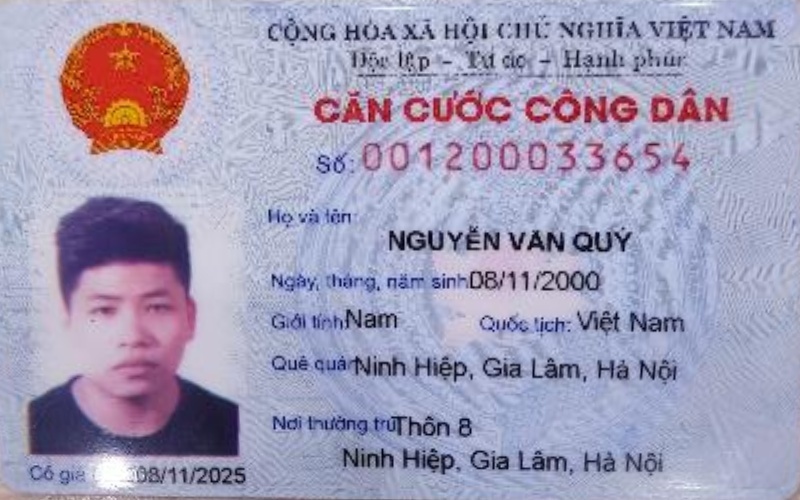 CỘNG HÒA XÃ HỘI CHỦ NGHĨA VIỆT NAM
Độc lập - Tự do - Hạnh phúc
CĂN CƯỚC CÔNG DÂN
Số: 001200033654
Họ và tên:
NGUYỄN VĂN QUÝ
Ngày, tháng, năm sinh: 08/11/2000
Giới tính: Nam Quốc tịch: Việt Nam
Quê quán: Ninh Hiệp, Gia Lâm, Hà Nội
Nơi thường trú: Thôn 8
Ninh Hiệp, Gia Lâm, Hà Nội
Có giá 08/11/2025